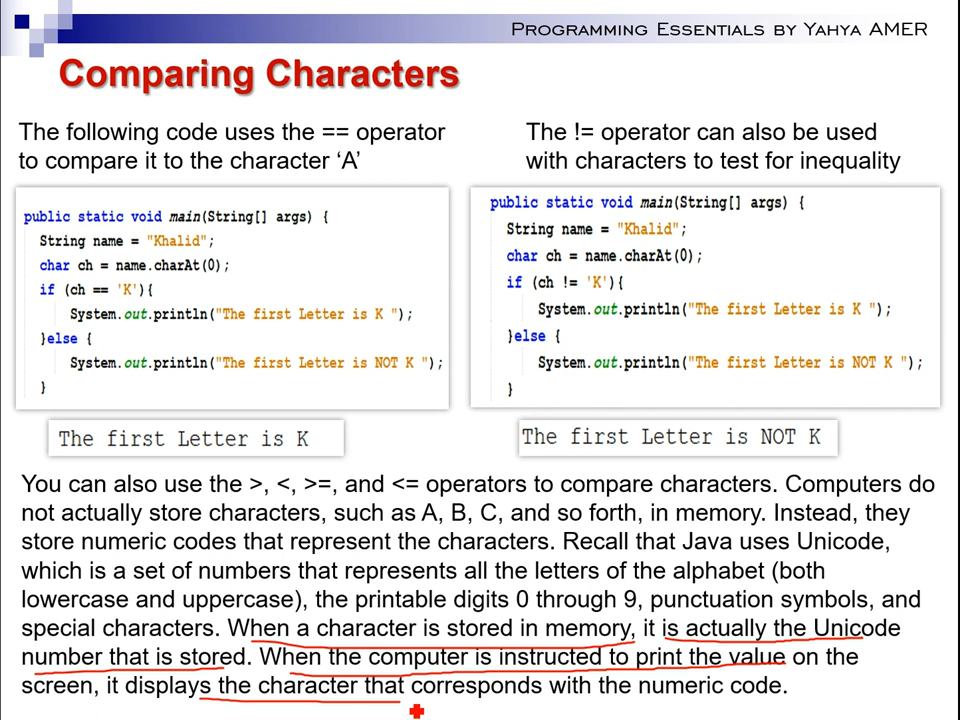 Programming Essentials by Yahya AMER
Comparing Characters
The following code uses the == operator
to compare it to the character ‘A’
public static void main(String[] args) {
String name = "Khalid";
char ch = name.charAt(0);
if (ch == 'K'){
System.out.println("The first Letter is K ");
}else {
System.out.println("The first Letter is NOT K ");
}
The first Letter is K
The != operator can also be used
with characters to test for inequality
public static void main(String[] args) {
String name = "Khalid";
char ch = name.charAt(0);
if (ch != 'K'){
System.out.println("The first Letter is K ");
}else {
System.out.println("The first Letter is NOT K ");
}
The first Letter is NOT K
You can also use the >, <, >=, and <= operators to compare characters. Computers do
not actually store characters, such as A, B, C, and so forth, in memory. Instead, they
store numeric codes that represent the characters. Recall that Java uses Unicode,
which is a set of numbers that represents all the letters of the alphabet (both
lowercase and uppercase), the printable digits 0 through 9, punctuation symbols, and
special characters. When a character is stored in memory, it is actually the Unicode
number that is stored. When the computer is instructed to print the value on the
screen, it displays the character that corresponds with the numeric code.